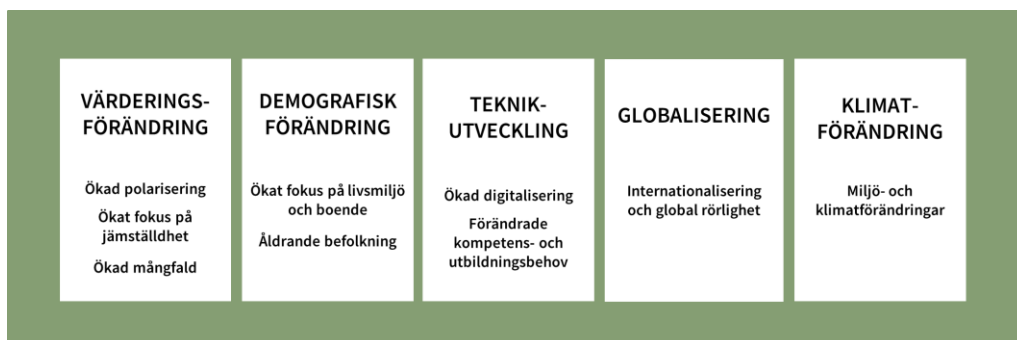 VÄRDERINGS-
FÖRÄNDRING
Ökad polarisering
Ökat fokus på
jämställdhet
Ökad mångfald
DEMOGRAFISK
FÖRÄNDRING
Ökat fokus på livsmiljö
och boende
Åldrande befolkning
TEKNIK-
UTVECKLING
Ökad digitalisering
Förändrade
kompetens- och
utbildningsbehov
GLOBALISERING
Internationalisering
och global rörlighet
KLIMAT-
FÖRÄNDRING
Miljö- och
klimatförändringar